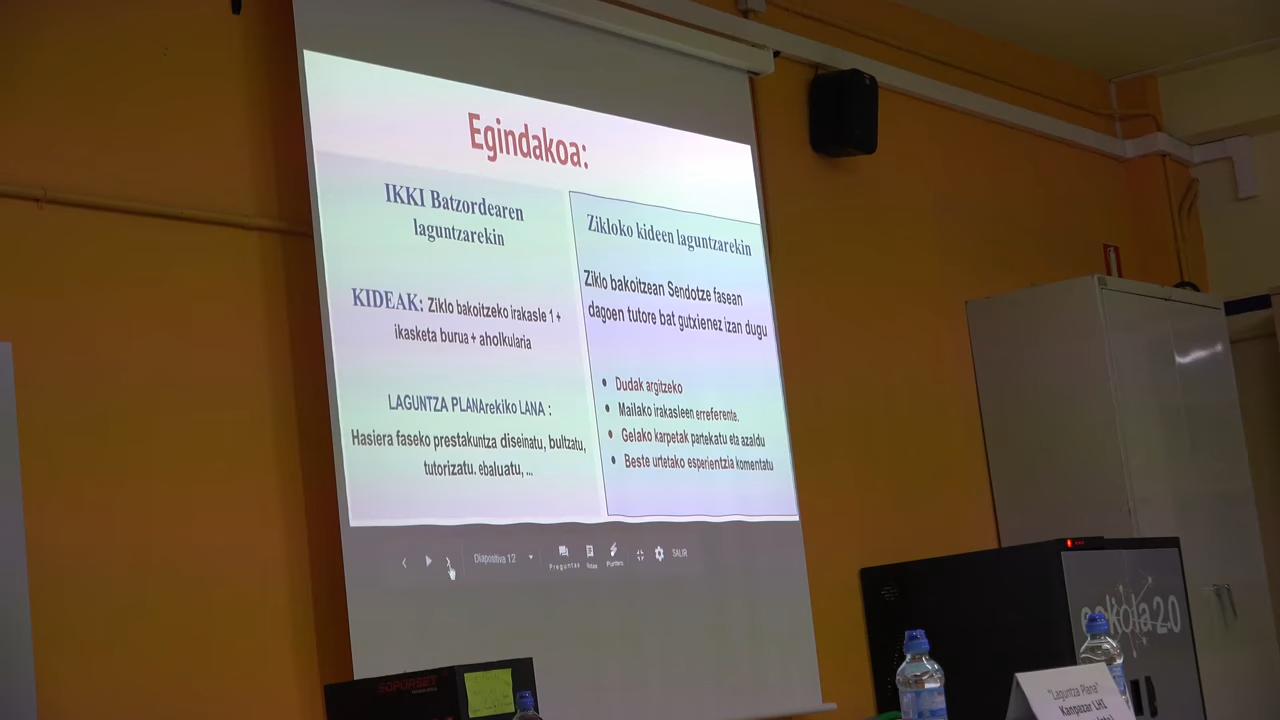 Egindakoa:
IKKI Batzordearen
laguntzarekin
KIDEAK: Ziklo bakoitzeko irakasle 1 +
ikasketa burua + aholkularia
LAGUNTZA PLANArekiko LANA :
Hasiera faseko prestakuntza diseinatu, bultzatu,
tutorizatu. ebaluatu, ...
Zikloko kideen laguntzarekin
Ziklo bakoitzean Sendotze fasean
dagoen tutore bat gutxienez izan dugu
• Dudak argitzeko
• Mailako irakasleen erreferente.
• Gelako karpetak partekatu eta azaldu
• Beste urtetako esperientzia komentatu
Diapositiva 12
Preguntas
Notas
Puntero
SALIR
SOPORSET
eskola 2.0
"Laguntza Plana"
Kanpazar LHI